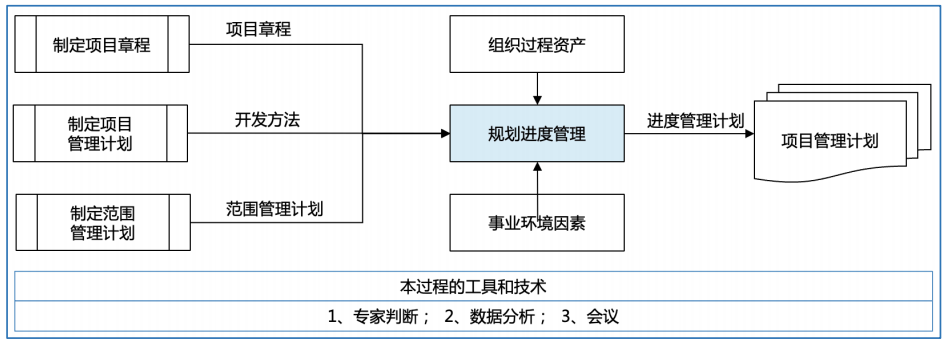 制定项目章程
项目章程
组织过程资产
制定项目
管理计划
开发方法
规划进度管理
进度管理计划
项目管理计划
制定范围
管理计划
范围管理计划
事业环境因素
本过程的工具和技术
1、专家判断； 2、数据分析； 3、会议